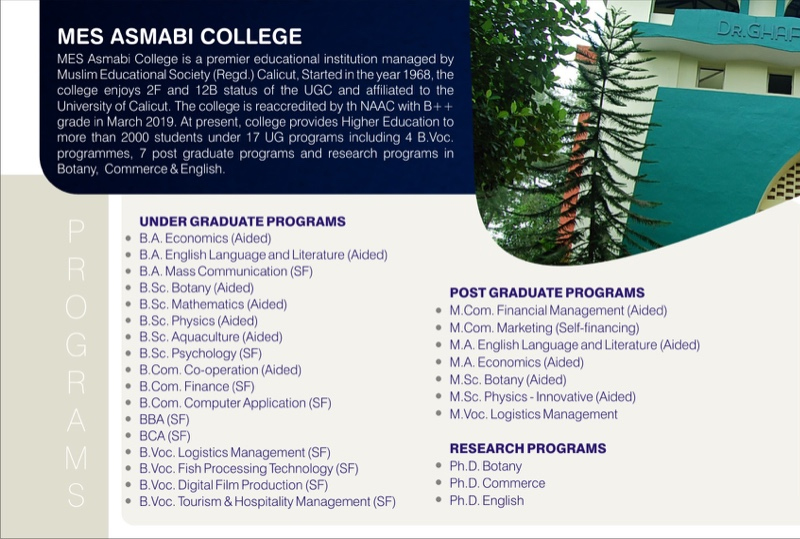 MES ASMABI COLLEGE
MES Asmabi College is a premier educational institution managed by
Muslim Educational Society (Regd.) Calicut, Started in the year 1968, the
college enjoys 2F and 12B status of the UGC and affiliated to the
University of Calicut. The college is reaccredited by th NAAC with B++
grade in March 2019. At present, college provides Higher Education to
more than 2000 students under 17 UG programs including 4 B.Voc.
programmes, 7 post graduate programs and research programs in
Botany, Commerce & English.
DR.GHAF
PROGRAMS
UNDER GRADUATE PROGRAMS
B.A. Economics (Aided)
B.A. English Language and Literature (Aided)
B.A. Mass Communication (SF)
B.Sc. Botany (Aided)
B.Sc. Mathematics (Aided)
B.Sc. Physics (Aided)
B.Sc. Aquaculture (Aided)
B.Sc. Psychology (SF)
B.Com. Co-operation (Aided)
B.Com. Finance (SF)
B.Com. Computer Application (SF)
BBA (SF)
BCA (SF)
B.Voc. Logistics Management (SF)
B.Voc. Fish Processing Technology (SF)
B.Voc. Digital Film Production (SF)
B.Voc. Tourism & Hospitality Management (SF)
POST GRADUATE PROGRAMS
M.Com. Financial Management (Aided)
M.Com. Marketing (Self-financing)
M.A. English Language and Literature (Aided)
M.A. Economics (Aided)
M.Sc. Botany (Aided)
M.Sc. Physics - Innovative (Aided)
M.Voc. Logistics Management
RESEARCH PROGRAMS
Ph.D. Botany
Ph.D. Commerce
Ph.D. English